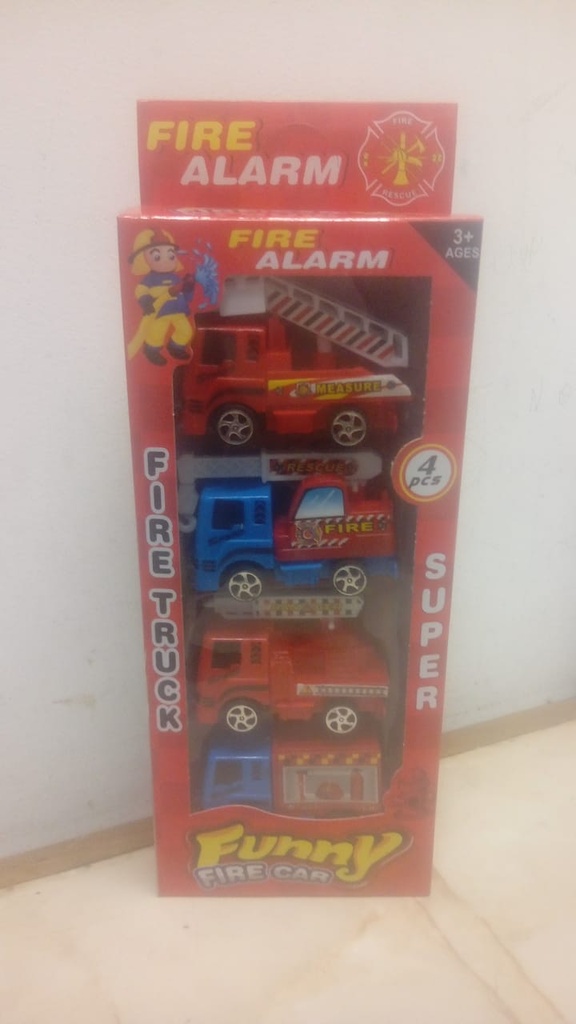 FIRE
ALARM
FIRE
RESCUE
FIRE
ALARM
3+
AGES
MEASURE
RESCUE
4
pcs
FIRE
FIRE TRUCK
SUPER
Funny
FIRE CAR